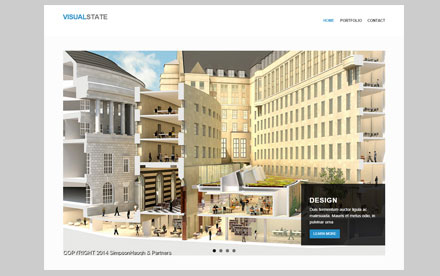 VISUALSTATE
HOME PORTFOLIO CONTACT
DESIGN
Duis fermentum auctor ligula ac
malesuada. Mauris et metus odio, in
pulvinar urna
LEARN MORE
COPYRIGHT 2014 SimpsonHaugh & Partners